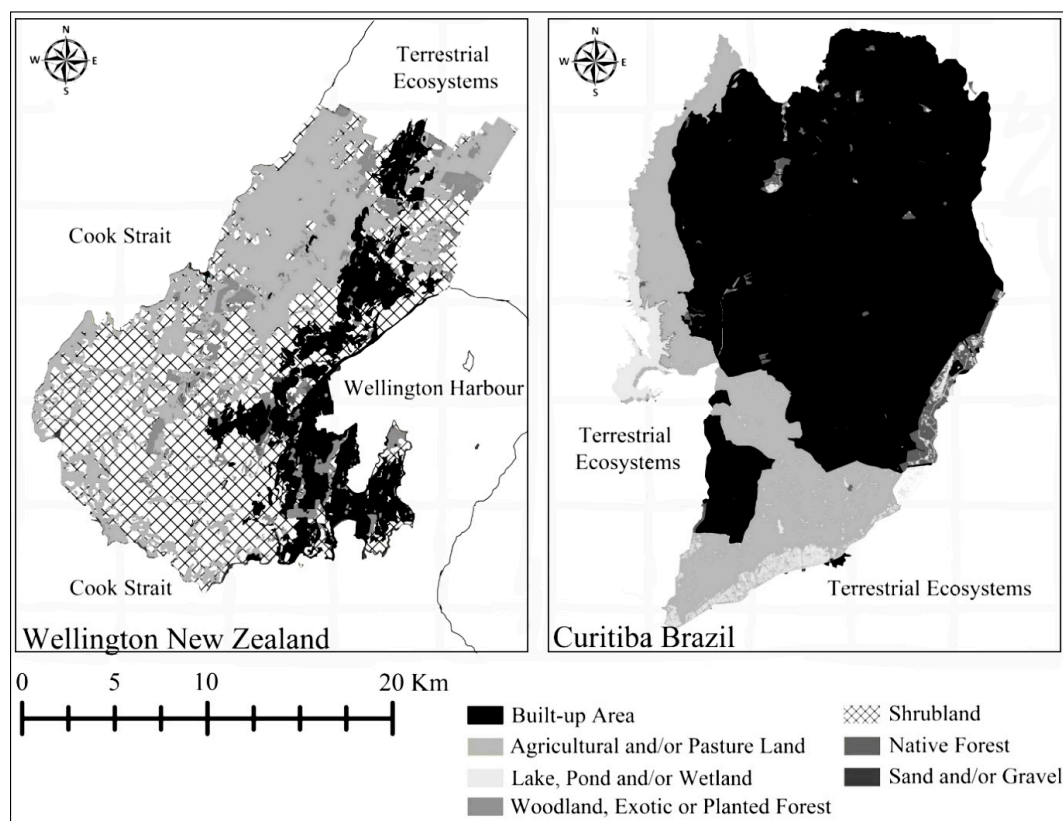 N
W E
S
Terrestrial
Ecosystems
Cook Strait
Wellington Harbour
Cook Strait
Wellington New Zealand
N
W E
S
Terrestrial
Ecosystems
Terrestrial Ecosystems
Curitiba Brazil
0 5 10 20 Km
Built-up Area
Agricultural and/or Pasture Land
Lake, Pond and/or Wetland
Woodland, Exotic or Planted Forest
Shrubland
Native Forest
Sand and/or Gravel